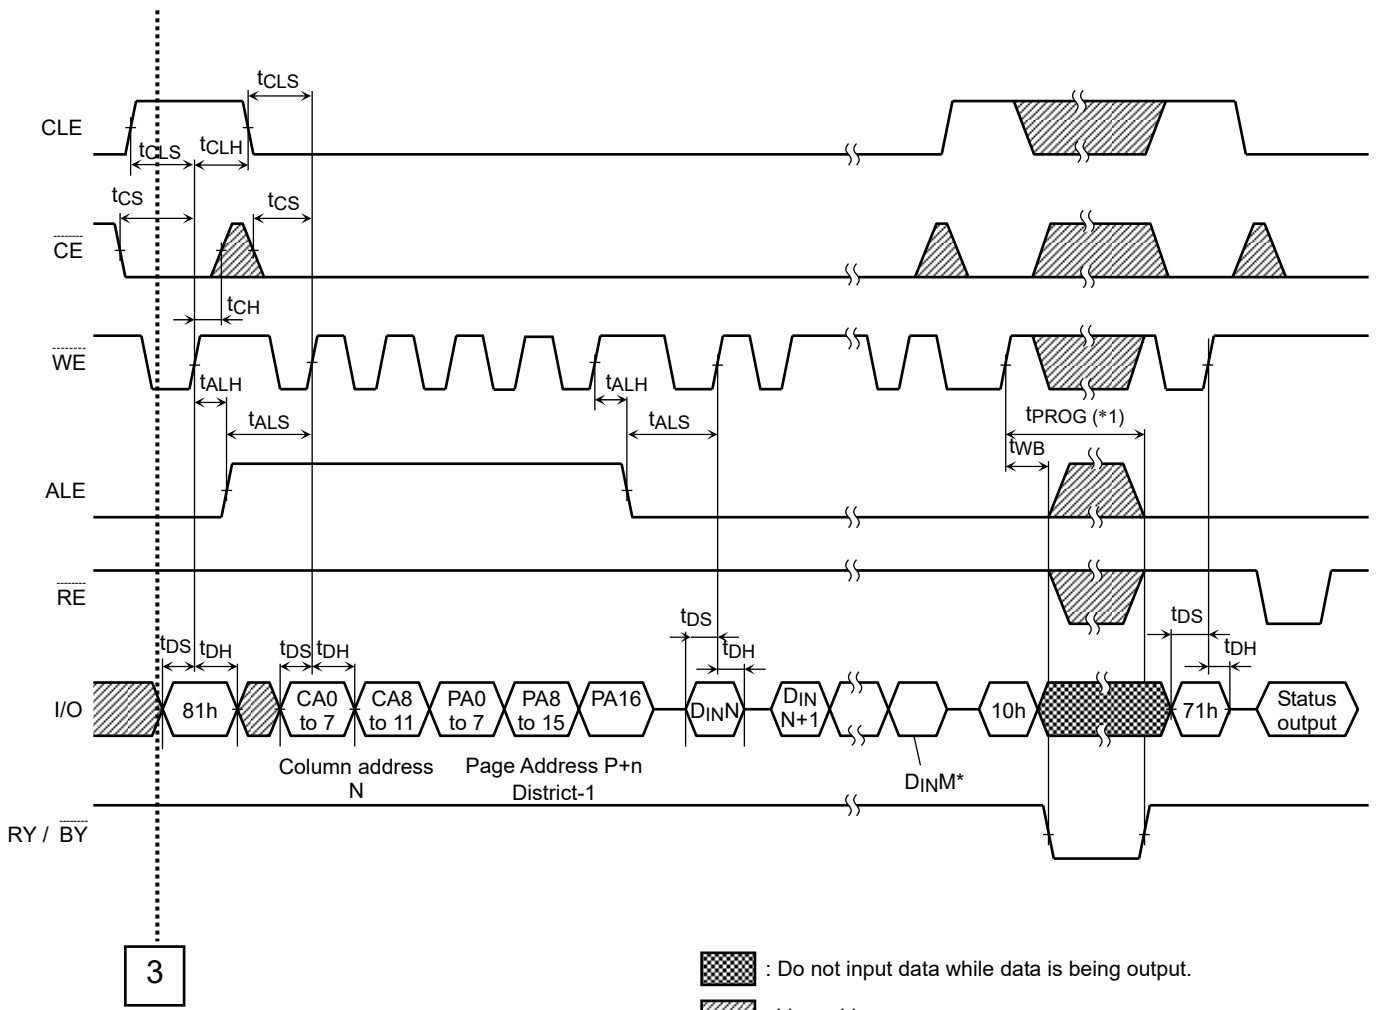 tCLS
CLE
tCLS tCLH
tCS tCS
CE
tCH
WE
tALH tALH
tALS tALS tPROG (*1)
tWB
ALE
RE
tDS tDS
tDS tDH tDS tDH tDH tDH
I/O 81h CA0 to 7 CA8 to 11 PA0 to 7 PA8 to 15 PA16 DINN DIN N+1 10h 71h Status output
Column address N
Page Address P+n District-1
DINM*
RY / BY
3
: Do not input data while data is being output.